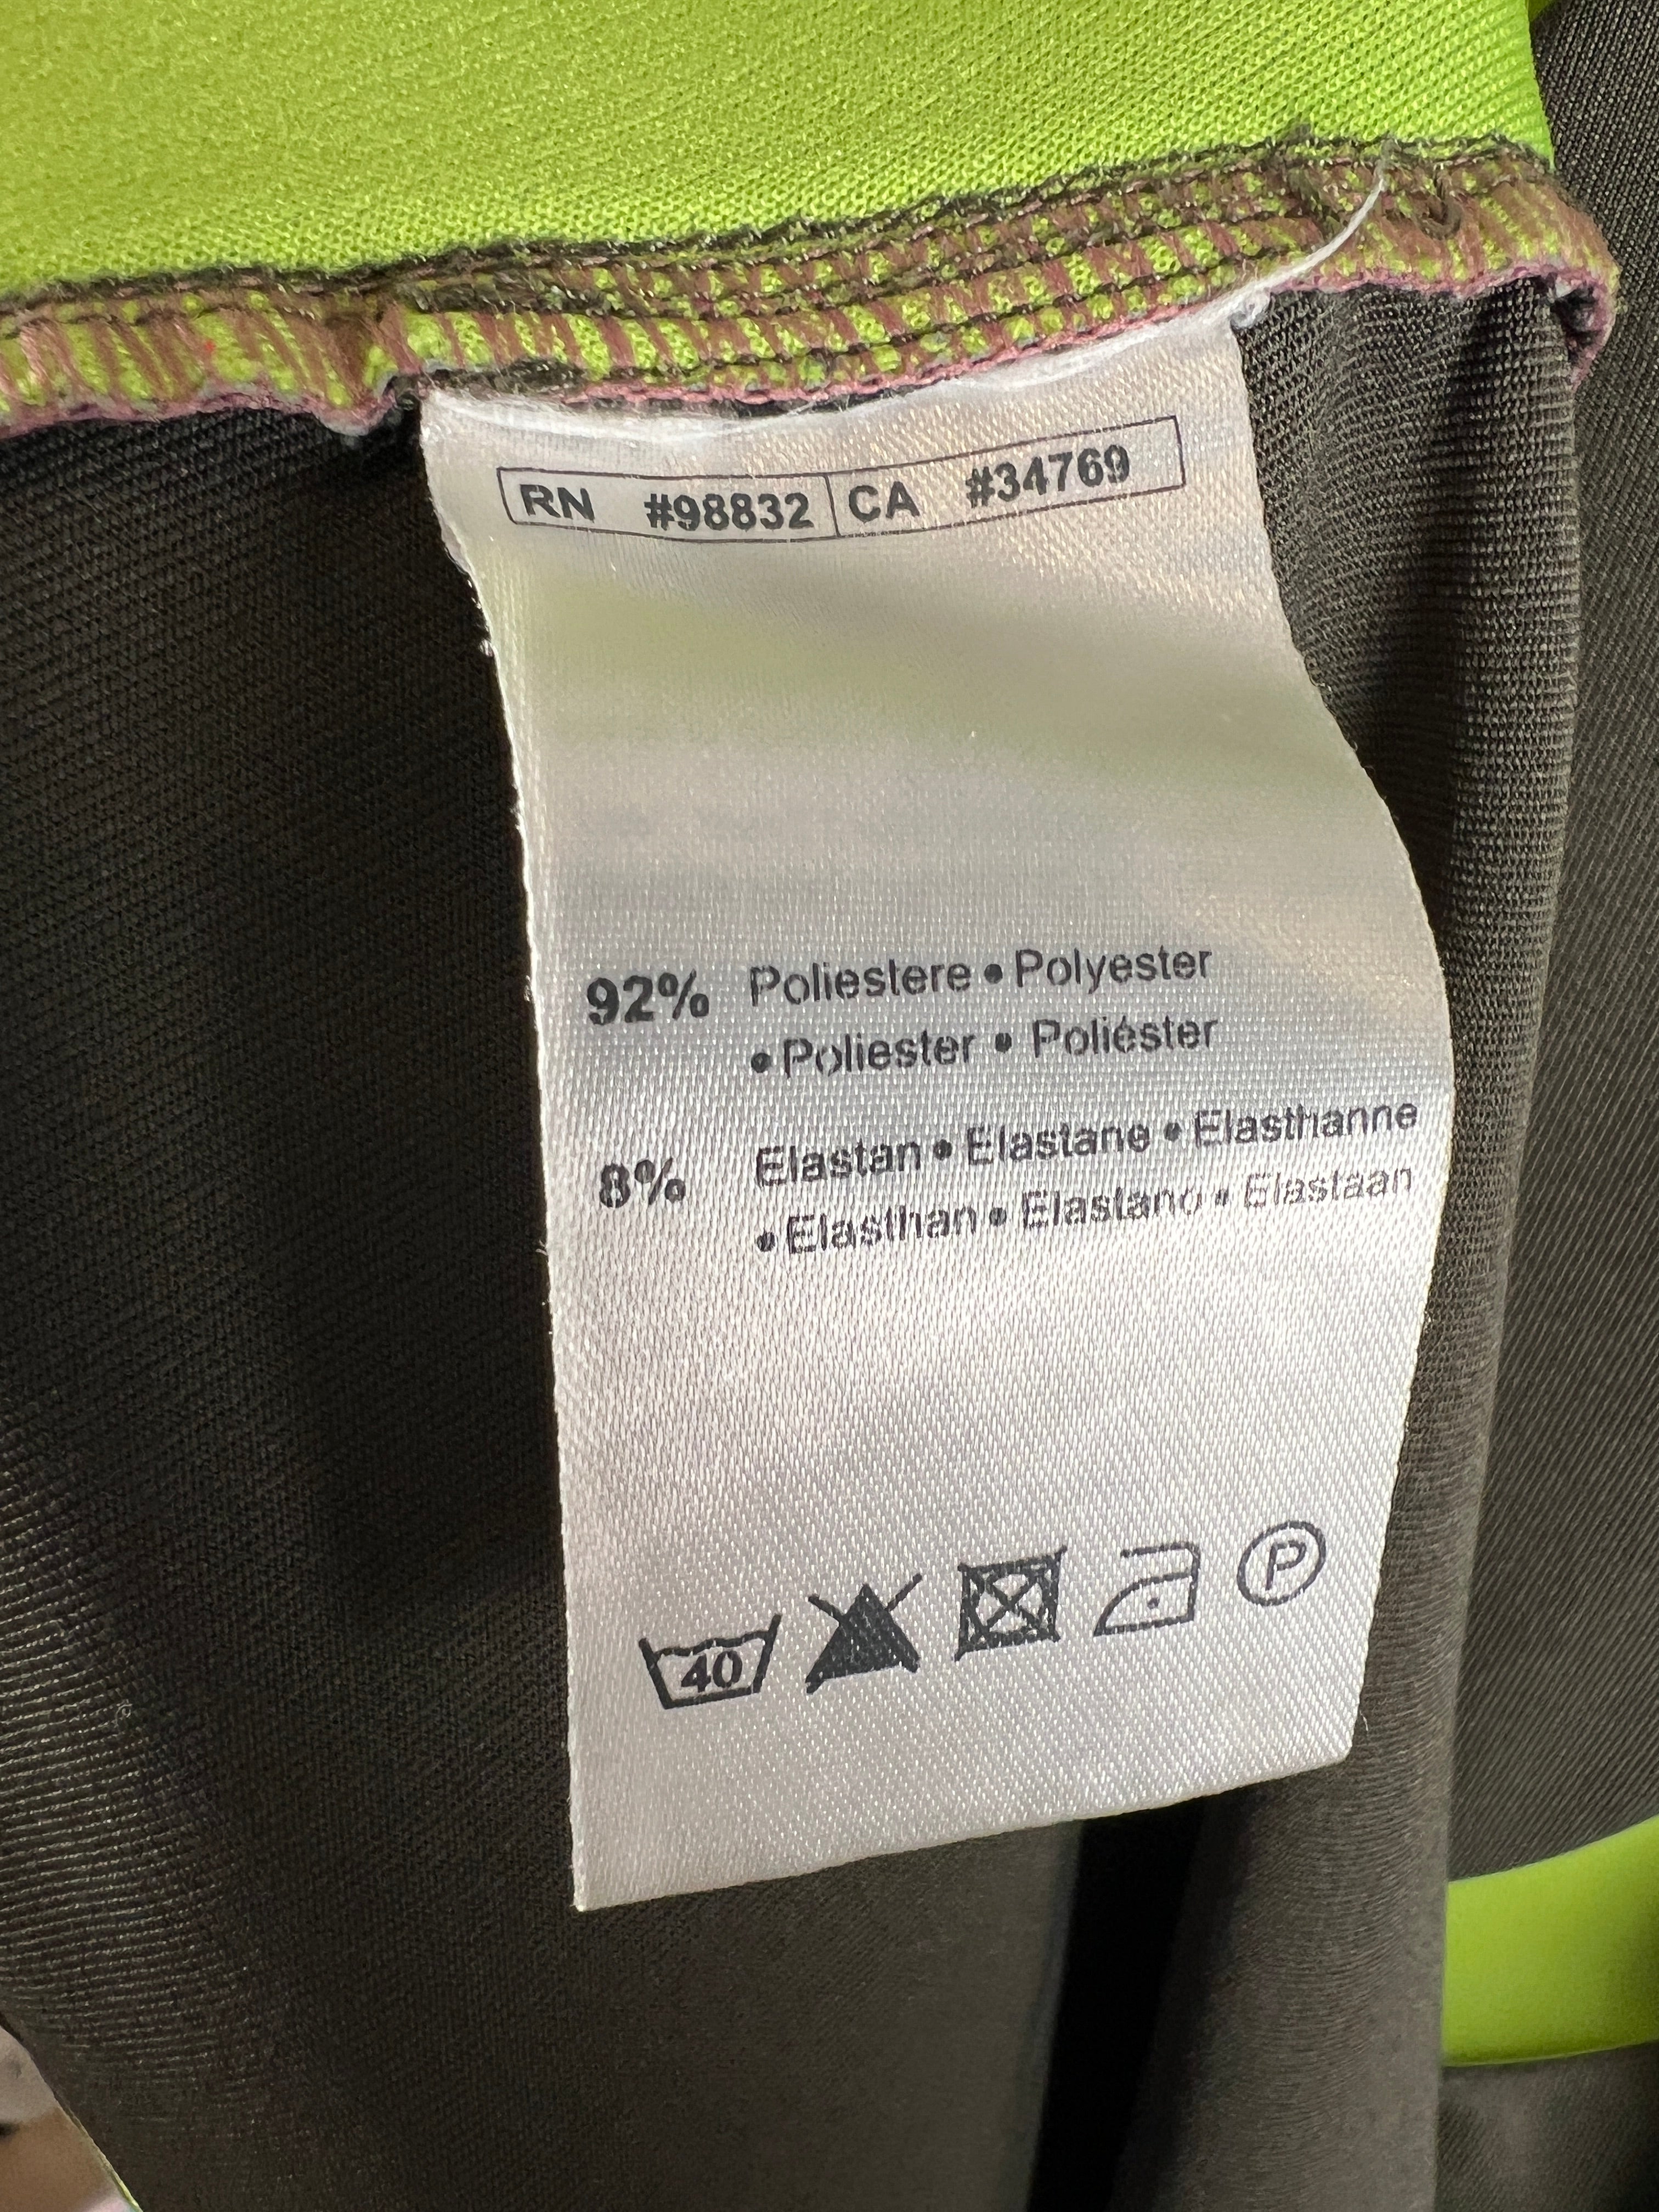 RN #98832 CA #34769
92% Poliestere • Polyester
• Poliester • Poliéster
8% Elastan • Elastane • Elasthanne
• Elasthan • Elastano • Elastaan
40 P